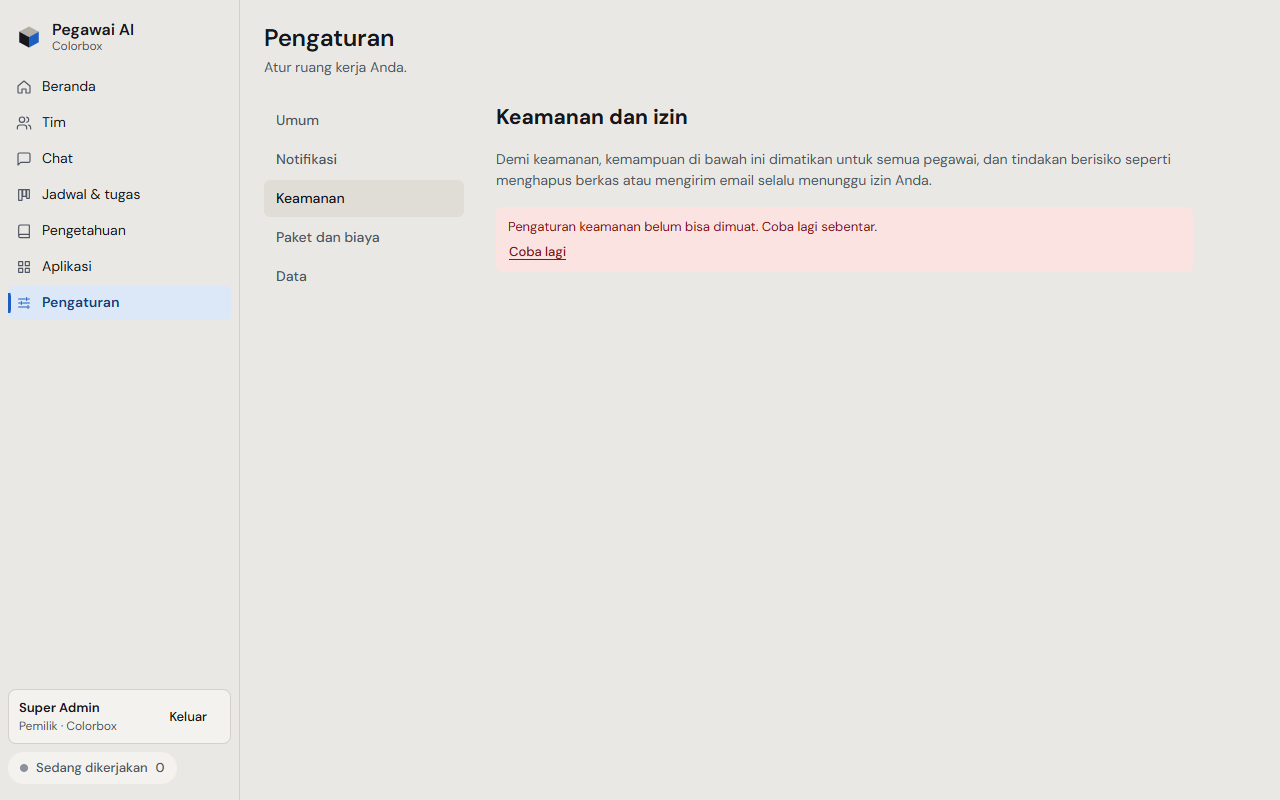 Pegawai AI
Colorbox
Beranda
Tim
Chat
Jadwal & tugas
Pengetahuan
Aplikasi
Pengaturan
Super Admin
Pemilik · Colorbox
Keluar
Sedang dikerjakan 0
Pengaturan
Atur ruang kerja Anda.
Umum
Notifikasi
Keamanan
Paket dan biaya
Data
Keamanan dan izin
Demi keamanan, kemampuan di bawah ini dimatikan untuk semua pegawai, dan tindakan berisiko seperti
menghapus berkas atau mengirim email selalu menunggu izin Anda.
Pengaturan keamanan belum bisa dimuat. Coba lagi sebentar.
Coba lagi